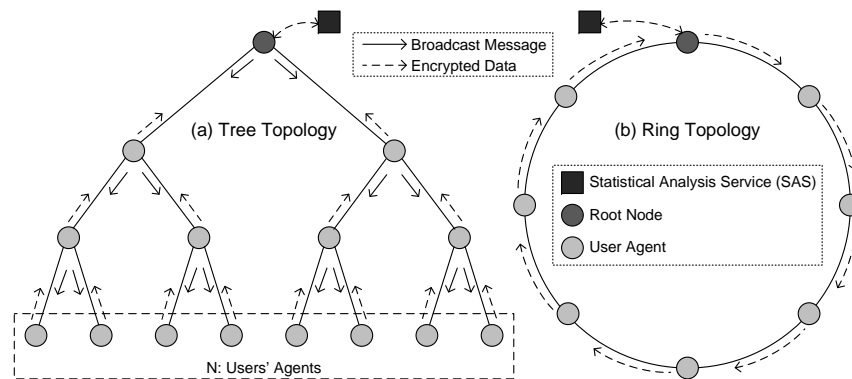 Broadcast Message
Encrypted Data
(a) Tree Topology
(b) Ring Topology
Statistical Analysis Service (SAS)
Root Node
User Agent
N: Users' Agents